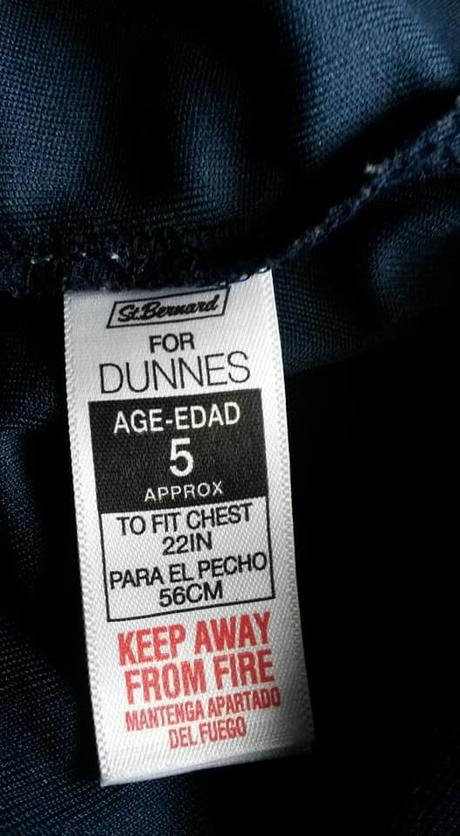 St.Bernard
FOR
DUNNES
AGE-EDAD
5
APPROX
TO FIT CHEST
22IN
PARA EL PECHO
56CM
KEEP AWAY
FROM FIRE
MANTENGA APARTADO
DEL FUEGO